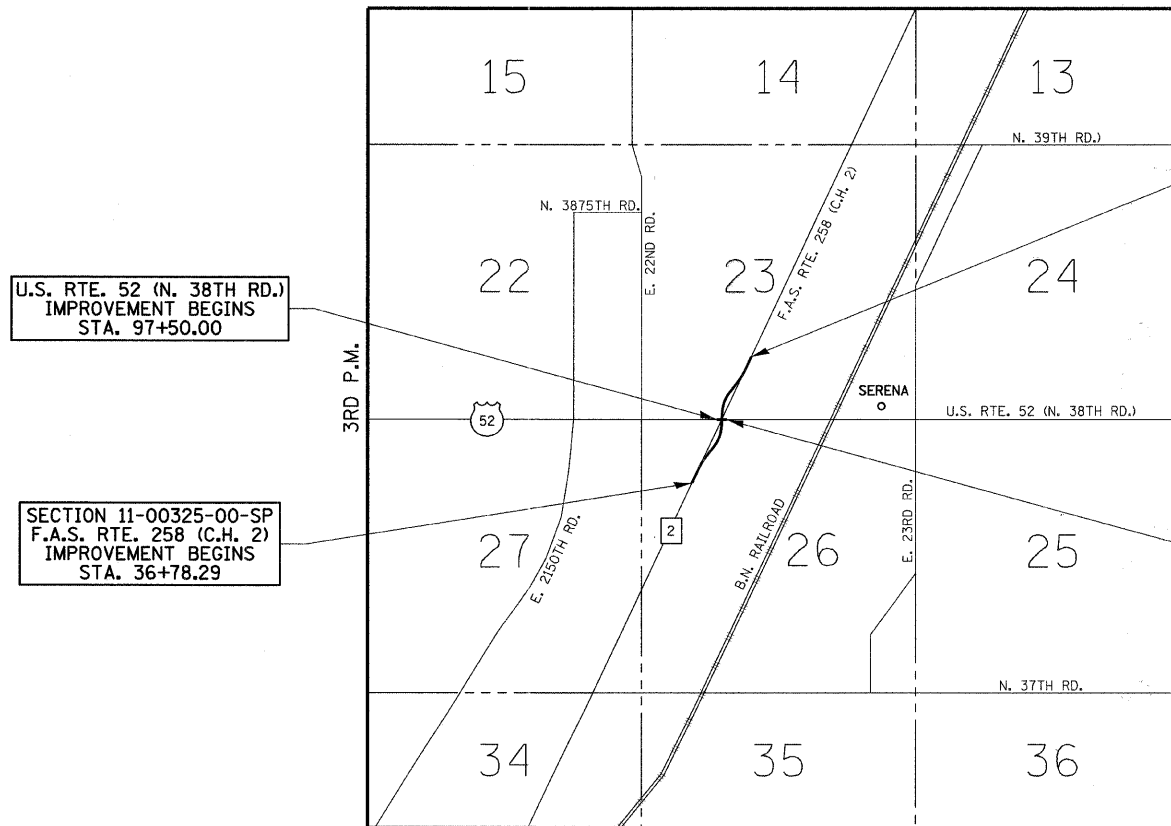 15
14
13
N. 39TH RD.)
F.A.S. RTE. 258 (C.H. 2)
N. 3875TH RD.
E. 22ND RD.
22
23
24
U.S. RTE. 52 (N. 38TH RD.)
IMPROVEMENT BEGINS
STA. 97+50.00
3RD P.M.
SERENA
52
U.S. RTE. 52 (N. 38TH RD.)
SECTION 11-00325-00-SP
F.A.S. RTE. 258 (C.H. 2)
IMPROVEMENT BEGINS
STA. 36+78.29
2
27
E. 2150TH RD.
B.N. RAILROAD
26
E. 23RD RD.
25
N. 37TH RD.
34
35
36